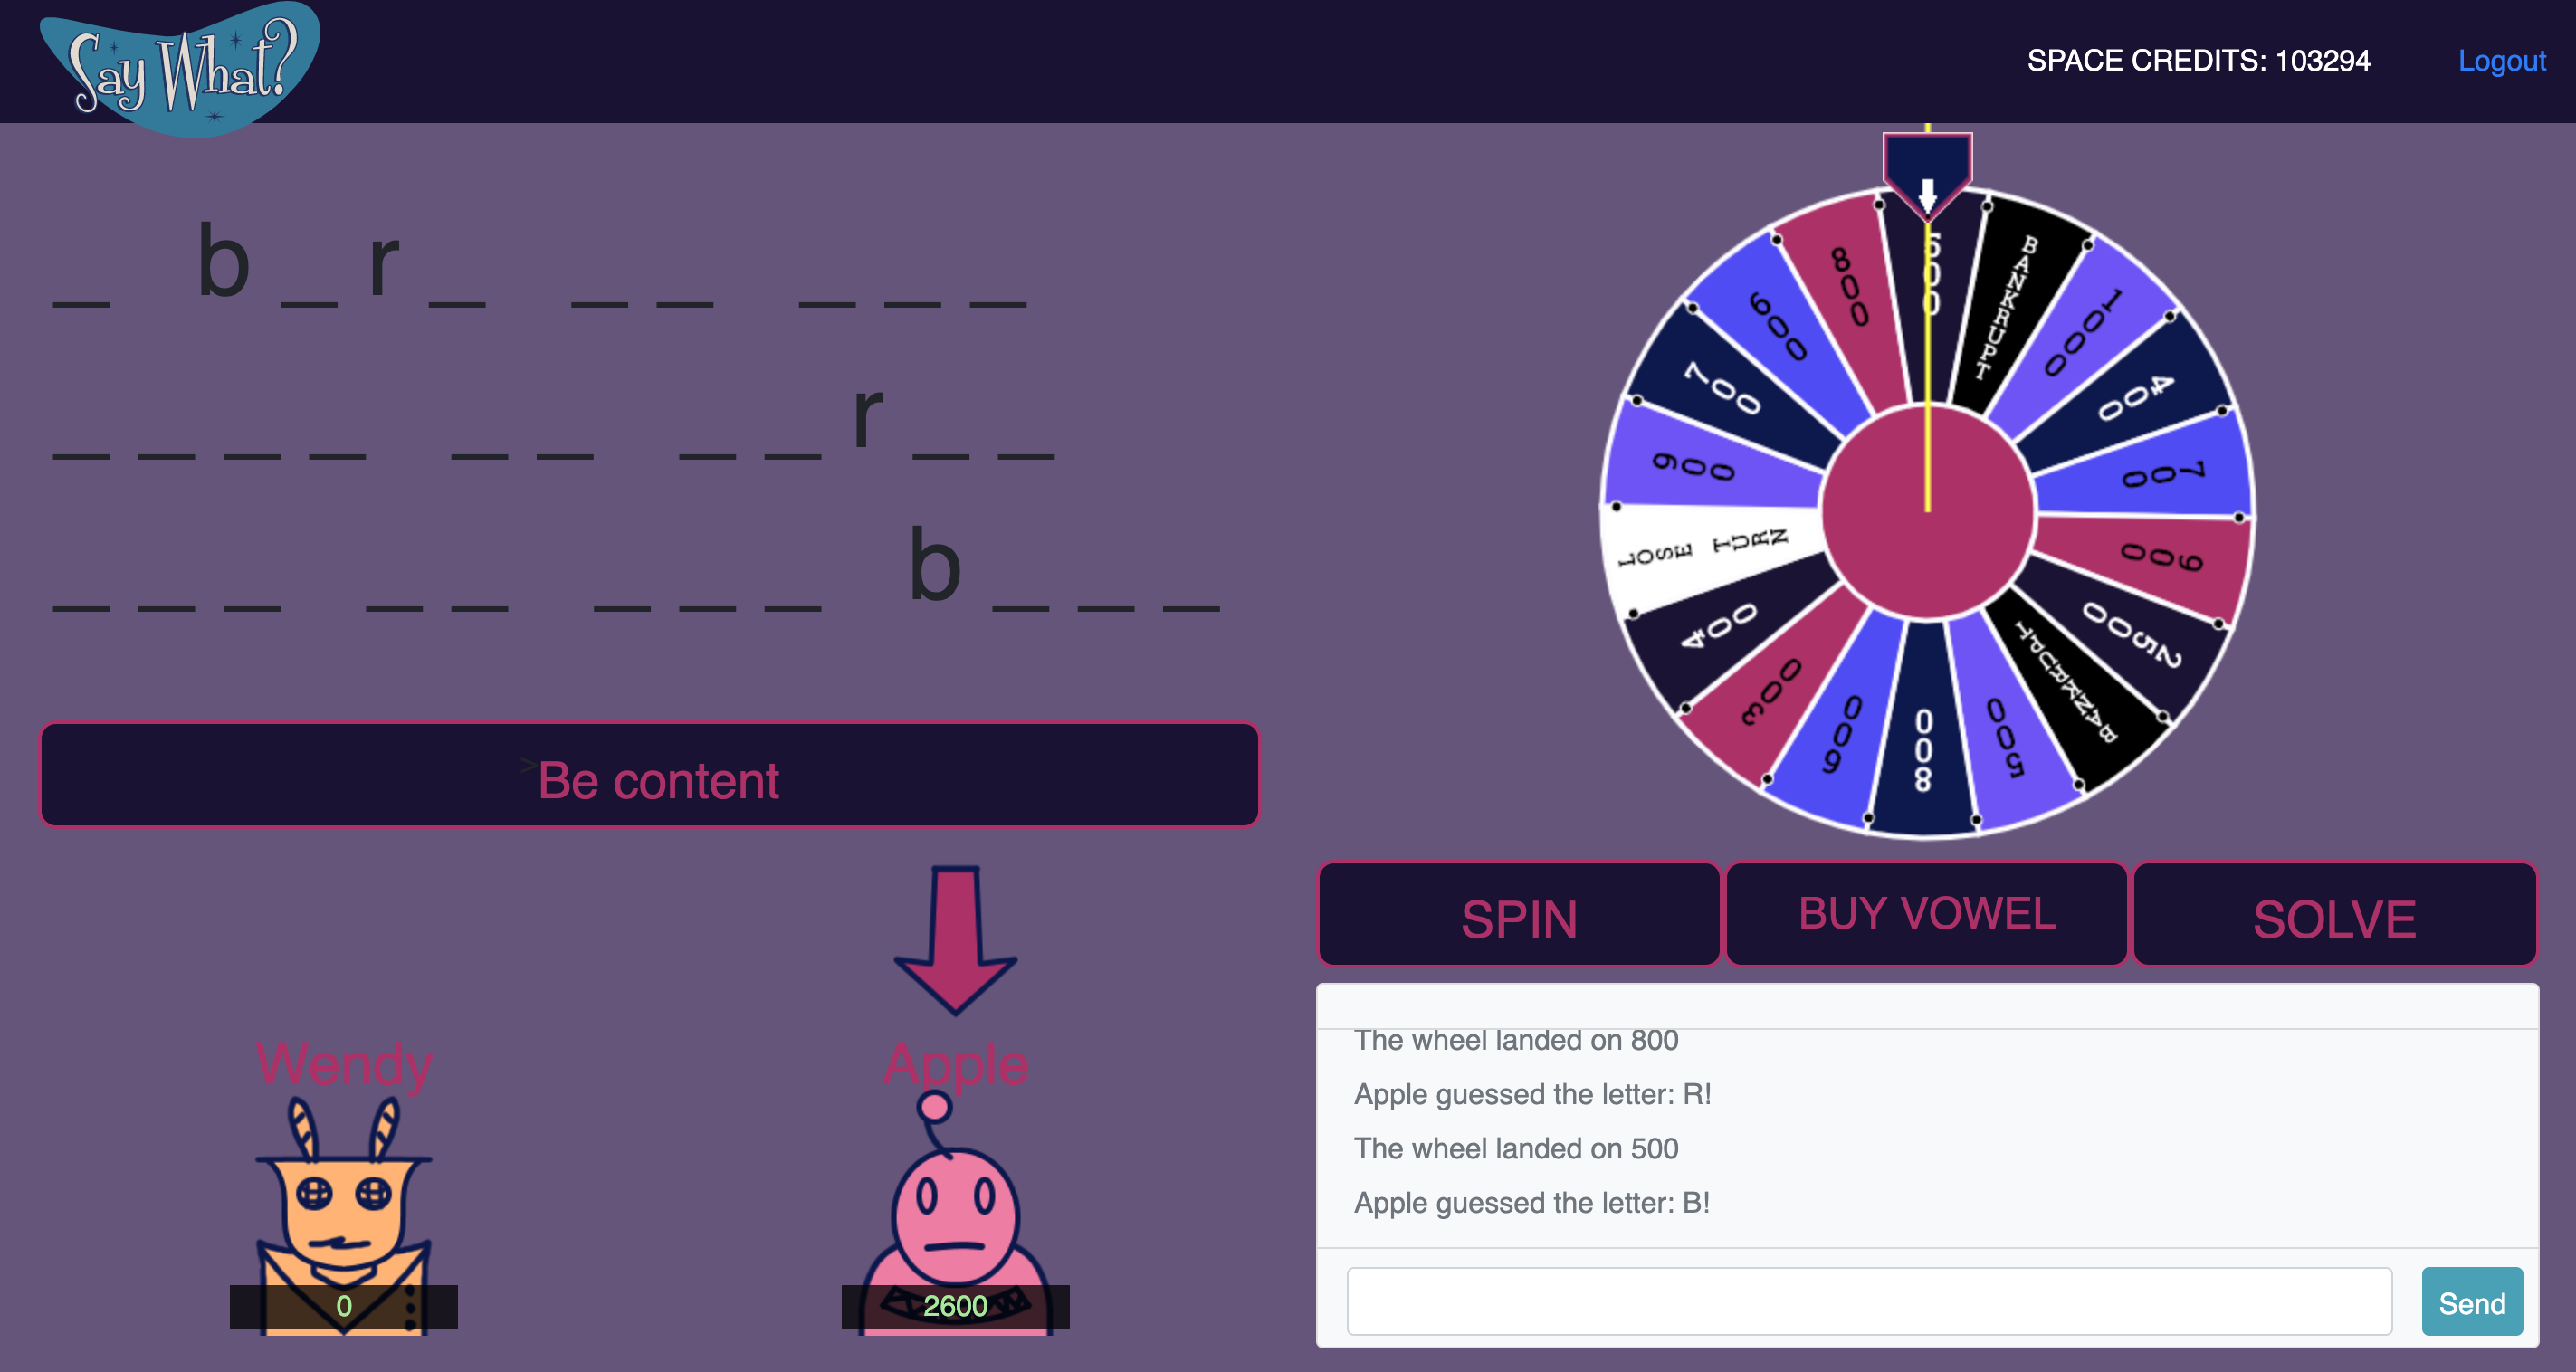 Say What?
SPACE CREDITS: 103294
Logout
_ b _ r _ _ _ _ _ _
_ _ _ _ _ _ _ _ r _ _
_ _ _ _ _ _ _ _ b _ _ _
>Be content
500
BANKRUPT
1000
400
700
900
2500
BANKRUPT
500
800
600
300
400
LOSE TURN
900
700
600
800
SPIN
BUY VOWEL
SOLVE
Wendy
0
Apple
2600
The wheel landed on 800
Apple guessed the letter: R!
The wheel landed on 500
Apple guessed the letter: B!
Send